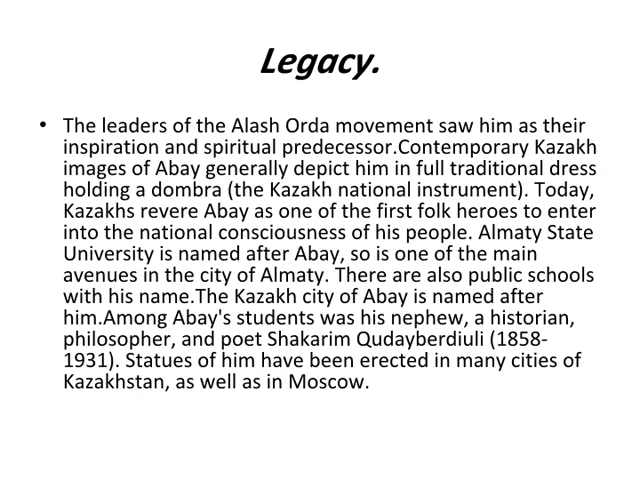 Legacy.
• The leaders of the Alash Orda movement saw him as their
inspiration and spiritual predecessor.Contemporary Kazakh
images of Abay generally depict him in full traditional dress
holding a dombra (the Kazakh national instrument). Today,
Kazakhs revere Abay as one of the first folk heroes to enter
into the national consciousness of his people. Almaty State
University is named after Abay, so is one of the main
avenues in the city of Almaty. There are also public schools
with his name.The Kazakh city of Abay is named after
him.Among Abay's students was his nephew, a historian,
philosopher, and poet Shakarim Qudayberdiuli (1858-
1931). Statues of him have been erected in many cities of
Kazakhstan, as well as in Moscow.